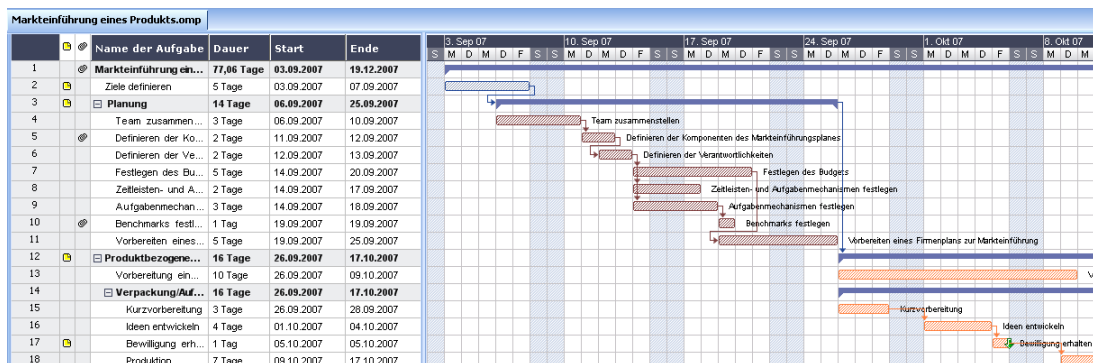 Markteinführung eines Produkts.omp
Name der Aufgabe Dauer Start Ende
3. Sep 07 10. Sep 07 17. Sep 07 24. Sep 07 1. Okt 07 8. Okt 07
S M D M D F S S M D M D F S S M D M D F S S M D M D F S S M D M D F S S M D M
1 Markteinführung ein... 77,06 Tage 03.09.2007 19.12.2007
2 Ziele definieren 5 Tage 03.09.2007 07.09.2007
3 Planung 14 Tage 06.09.2007 25.09.2007
4 Team zusammen... 3 Tage 06.09.2007 10.09.2007 Team zusammenstellen
5 Definieren der Ko... 2 Tage 11.09.2007 12.09.2007 Definieren der Komponenten des Markteinführungsplanes
6 Definieren der Ve... 2 Tage 12.09.2007 13.09.2007 Definieren der Verantwortlichkeiten
7 Festlegen des Bu... 5 Tage 14.09.2007 20.09.2007 Festlegen des Budgets
8 Zeitleisten- und A... 2 Tage 14.09.2007 17.09.2007 Zeitleisten- und Aufgabenmechanismen festlegen
9 Aufgabenmechan... 3 Tage 14.09.2007 18.09.2007 Aufgabenmechanismen festlegen
10 Benchmarks festl... 1 Tag 19.09.2007 19.09.2007 Benchmarks festlegen
11 Vorbereiten eines... 5 Tage 19.09.2007 25.09.2007 Vorbereiten eines Firmenplans zur Markteinführung
12 Produktbezogene... 16 Tage 26.09.2007 17.10.2007
13 Vorbereitung ein... 10 Tage 26.09.2007 09.10.2007 V
14 Verpackung/Auf... 16 Tage 26.09.2007 17.10.2007
15 Kurzvorbereitung 3 Tage 26.09.2007 28.09.2007 Kurzvorbereitung
16 Ideen entwickeln 4 Tage 01.10.2007 04.10.2007 Ideen entwickeln
17 Bewilligung erh... 1 Tag 05.10.2007 05.10.2007 Bewilligung erhalten
18 Produktion 7 Tage 09.10.2007 17.10.2007